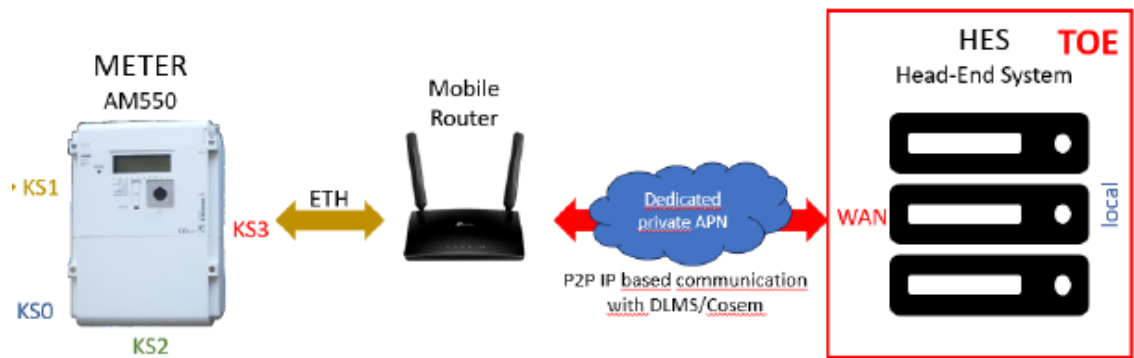 METER
AM550
KS1
KS0
KS2
KS3
ETH
Mobile
Router
Dedicated
private APN
P2P IP based communication
with DLMS/Cosem
WAN
HES
TOE
Head-End System
local